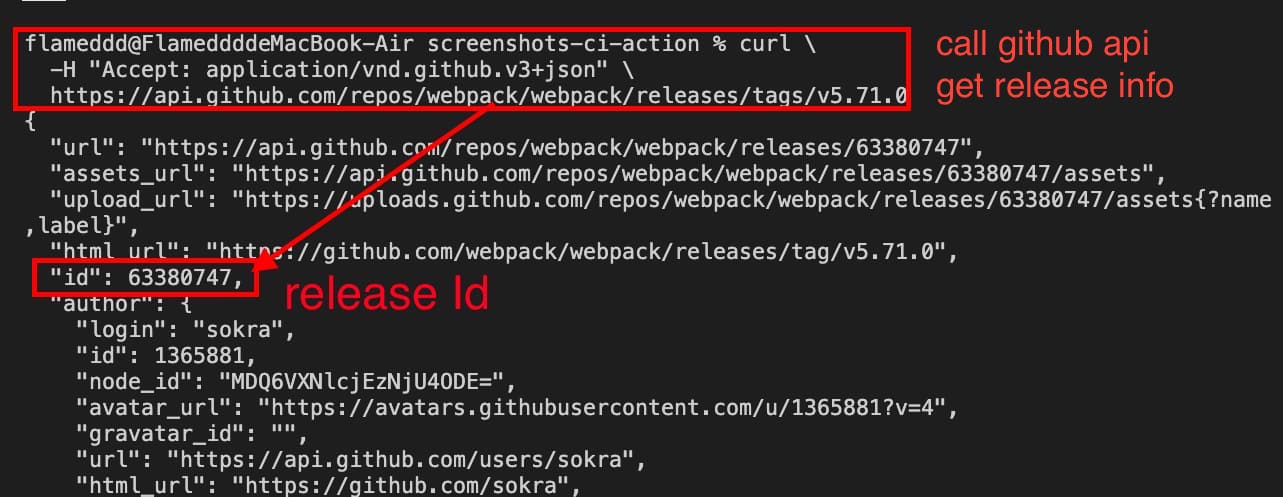 flameddd@FlameddddeMacBook-Air screenshots-ci-action % curl \
call github api
-H "Accept: application/vnd.github.v3+json" \
get release info
https://api.github.com/repos/webpack/webpack/releases/tags/v5.71.0
{
"url": "https://api.github.com/repos/webpack/webpack/releases/63380747",
"assets_url": "https://api.github.com/repos/webpack/webpack/releases/63380747/assets",
"upload_url": "https://uploads.github.com/repos/webpack/webpack/releases/63380747/assets{?name
,label}",
"html_url": "https://github.com/webpack/webpack/releases/tag/v5.71.0",
"id": 63380747,
release Id
"author": {
"login": "sokra",
"id": 1365881,
"node_id": "MDQ6VXNlcjEzNjU4ODE=",
"avatar_url": "https://avatars.githubusercontent.com/u/1365881?v=4",
"gravatar_id": "",
"url": "https://api.github.com/users/sokra",
"html_url": "https://github.com/sokra",